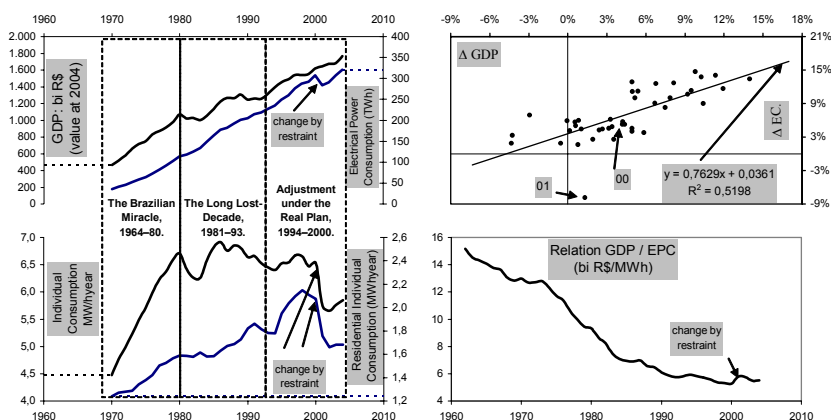 1960 1970 1980 1990 2000 2010
2.000
1.800
1.600
1.400
1.200
1.000
800
600
400
200
0
GDP: bi R$
(value at 2004)
400
350
300
250
200
150
100
50
0
Electrical Power
Consumption (TWh)
change by
restraint
The Brazilian
Miracle,
1964–80.
The Long Lost-
Decade,
1981–93.
Adjustment
under the
Real Plan,
1994–2000.
7,0
6,5
6,0
5,5
5,0
4,5
4,0
Individual
Consumption
MW/hyear
2,6
2,4
2,2
2,0
1,8
1,6
1,4
1,2
Residential Individual
Consumption (MWhyear)
change by
restraint
1960 1970 1980 1990 2000 2010
-9% -6% -3% 0% 3% 6% 9% 12% 15% 18%
Δ GDP
21%
15%
9%
3%
-3%
-9%
Δ EC.
01
00
y = 0,7629x + 0,0361
R² = 0,5198
16
14
12
10
8
6
4
Relation GDP / EPC
(bi R$/MWh)
change by
restraint
1960 1970 1980 1990 2000 2010